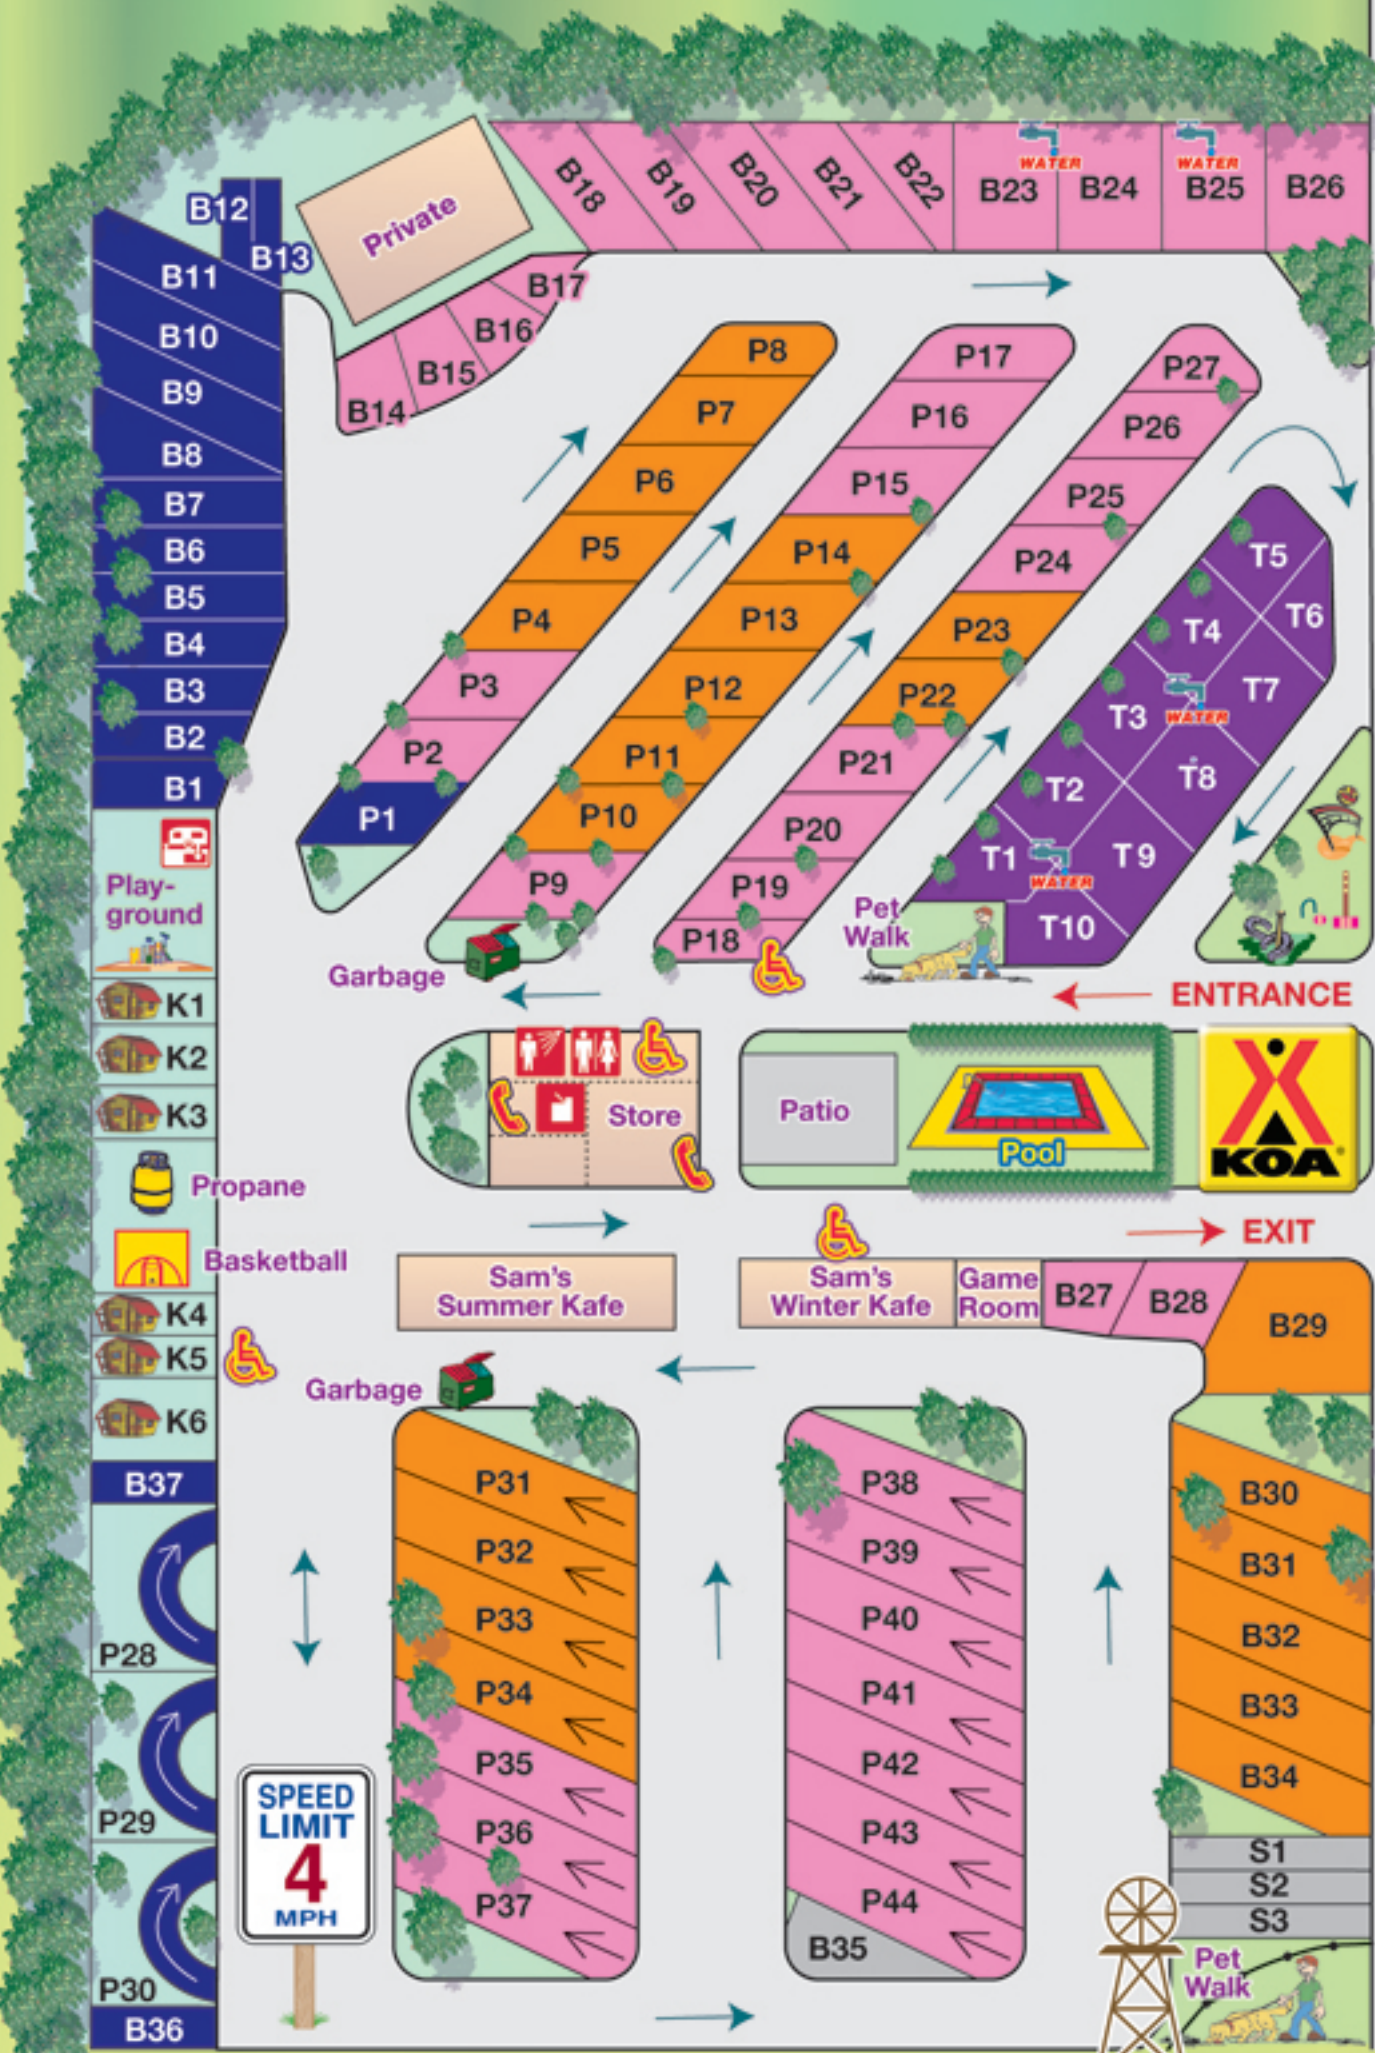 B18
B19
B20
B21
B22
B23
WATER
B24
B25
WATER
B26
B12
B13
Private
B11
B10
B9
B8
B7
B6
B5
B4
B3
B2
B1
B17
B16
B15
B14
P8
P7
P6
P5
P4
P3
P2
P1
P17
P16
P15
P14
P13
P12
P11
P10
P9
P27
P26
P25
P24
P23
P22
P21
P20
P19
P18
T5
T6
T4
T7
T3
WATER
T2
T8
T1
WATER
T9
T10
Play-
ground
Pet
Walk
Garbage
ENTRANCE
K1
K2
K3
Store
Patio
Pool
KOA
Propane
Basketball
EXIT
K4
K5
K6
Sam's
Summer Kafe
Sam's
Winter Kafe
Game
Room
B27
B28
B29
Garbage
B37
P28
P29
P30
B36
SPEED
LIMIT
4
MPH
P31
P32
P33
P34
P35
P36
P37
P38
P39
P40
P41
P42
P43
P44
B35
B30
B31
B32
B33
B34
S1
S2
S3
Pet
Walk